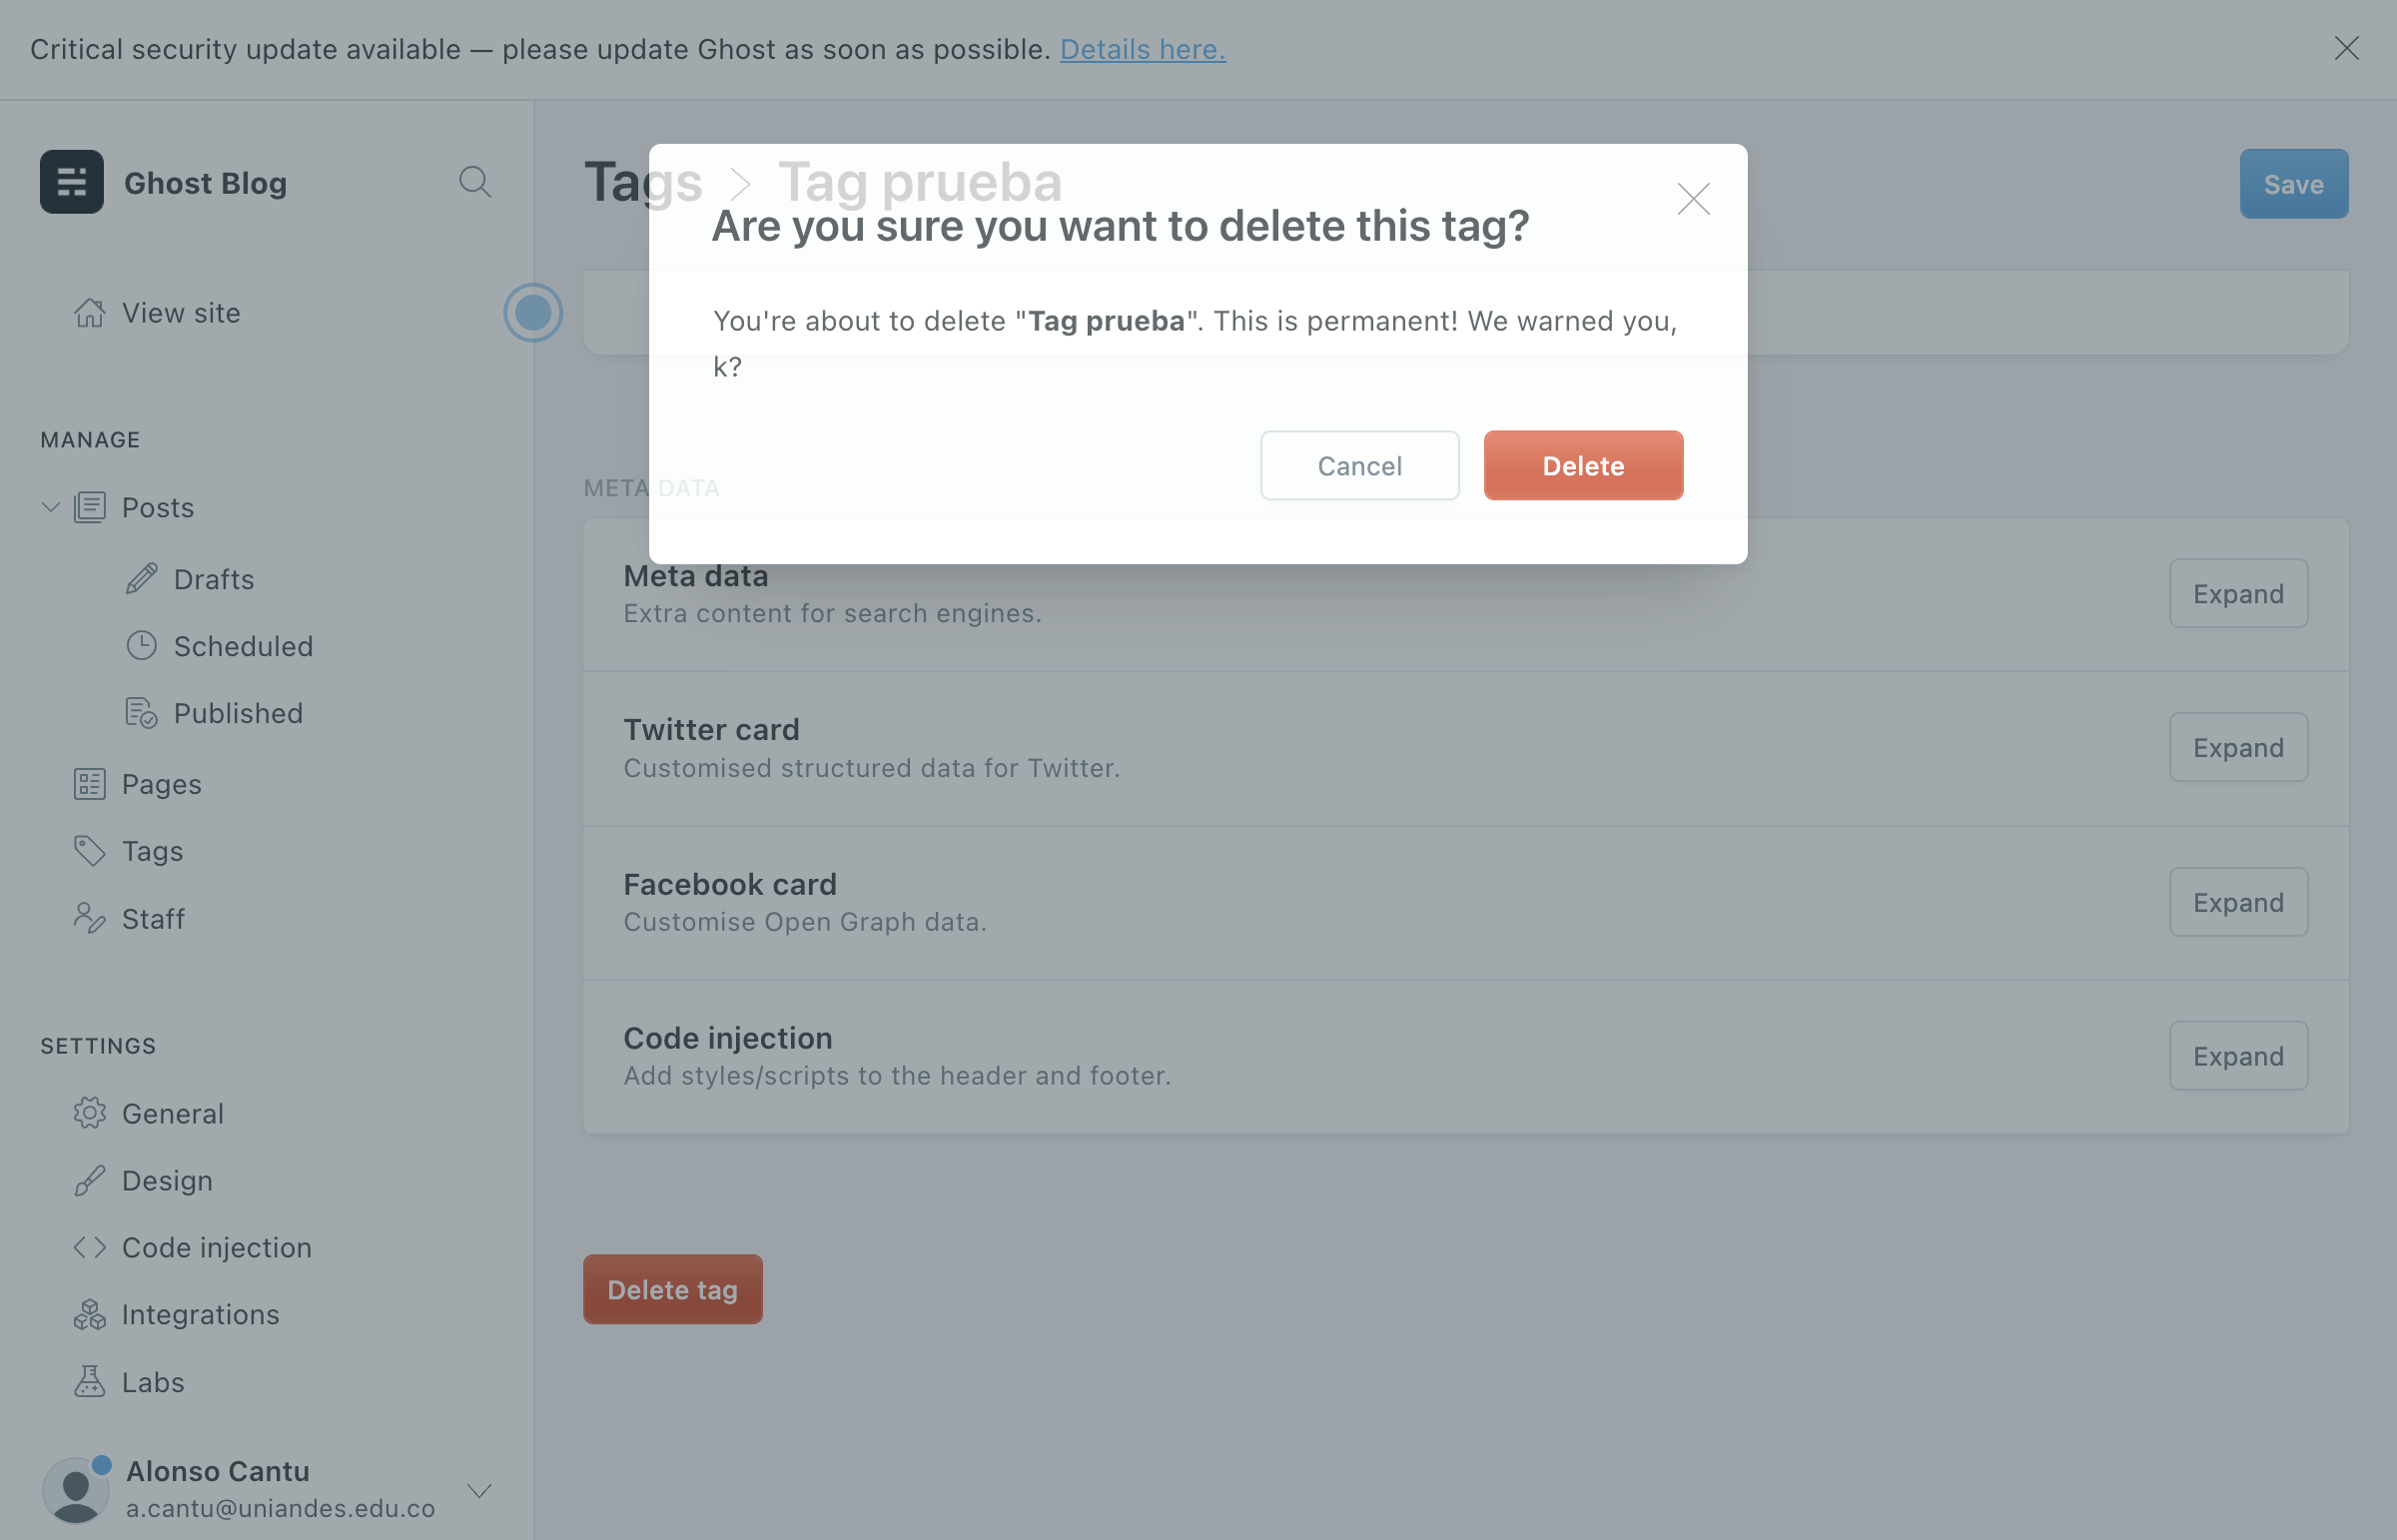 Critical security update available — please update Ghost as soon as possible. Details here.
Ghost Blog
View site
MANAGE
Posts
Drafts
Scheduled
Published
Pages
Tags
Staff
SETTINGS
General
Design
Code injection
Integrations
Labs
Alonso Cantu
a.cantu@uniandes.edu.co
Tags > Tag prueba
Save
Are you sure you want to delete this tag?
You're about to delete "Tag prueba". This is permanent! We warned you,
k?
Cancel
Delete
META DATA
Meta data
Extra content for search engines.
Expand
Twitter card
Customised structured data for Twitter.
Expand
Facebook card
Customise Open Graph data.
Expand
Code injection
Add styles/scripts to the header and footer.
Expand
Delete tag